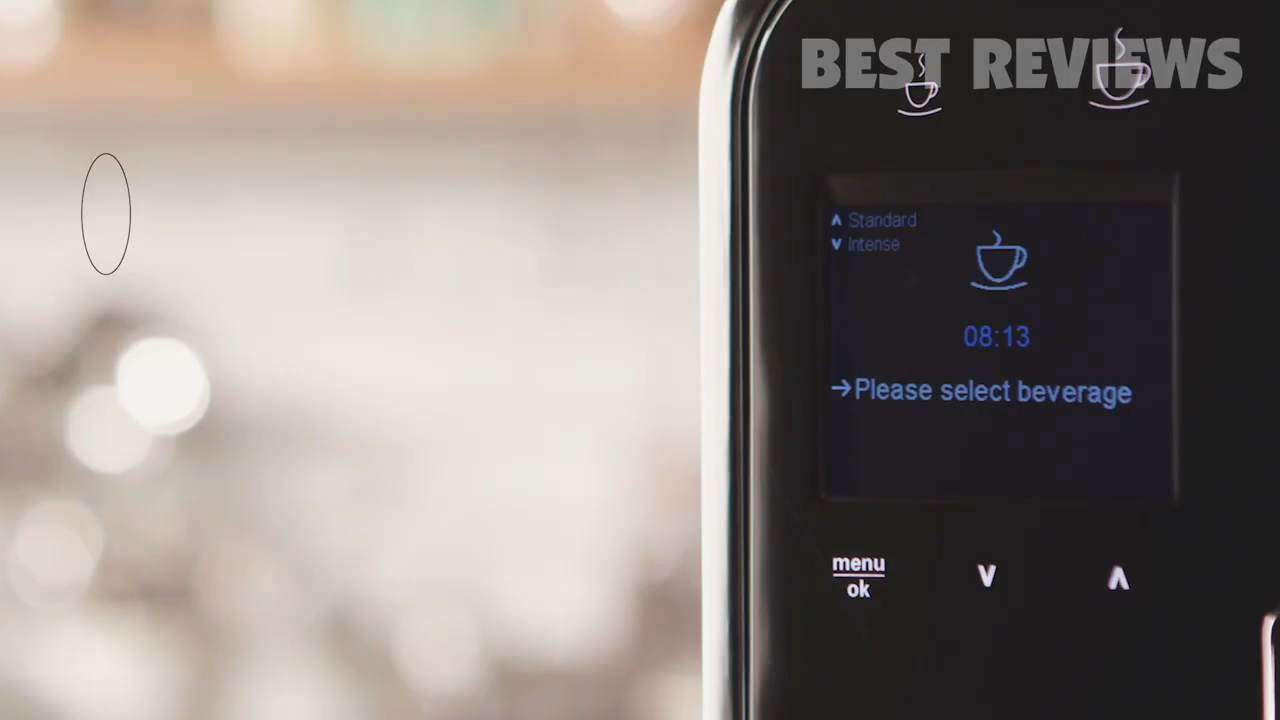 BEST REVIEWS
∧ Standard
∨ Intense
08:13
→Please select beverage
menu
ok
∨ ∧